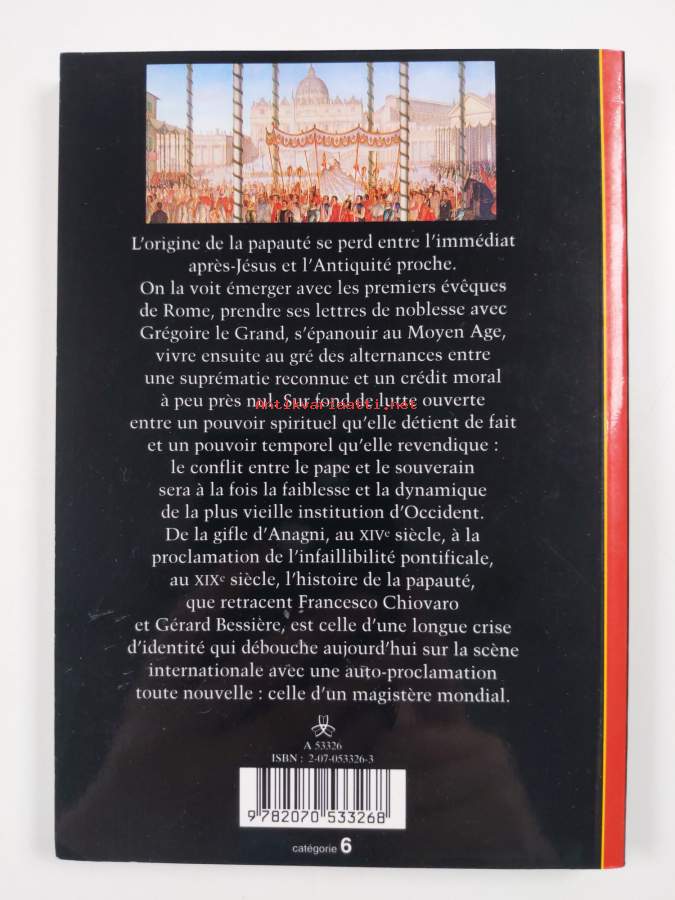 L'origine de la papauté se perd entre l'immédiat
après-Jésus et l'Antiquité proche.
On la voit émerger avec les premiers évêques
de Rome, prendre ses lettres de noblesse avec
Grégoire le Grand, s'épanouir au Moyen Age,
vivre ensuite au gré des alternances entre
une suprématie reconnue et un crédit moral
à peu près nul. Sur fond de lutte ouverte
Antikvariaatti.net
entre un pouvoir spirituel qu'elle détient de fait
et un pouvoir temporel qu'elle revendique :
le conflit entre le pape et le souverain
sera à la fois la faiblesse et la dynamique
de la plus vieille institution d'Occident.
De la gifle d'Anagni, au XIVe siècle, à la
proclamation de l'infaillibilité pontificale,
au XIXe siècle, l'histoire de la papauté,
que retracent Francesco Chiovaro
et Gérard Bessière, est celle d'une longue crise
d'identité qui débouche aujourd'hui sur la scène
internationale avec une auto-proclamation
toute nouvelle : celle d'un magistère mondial.
A 53326
ISBN : 2-07-053326-3
9 782070 533268
catégorie 6